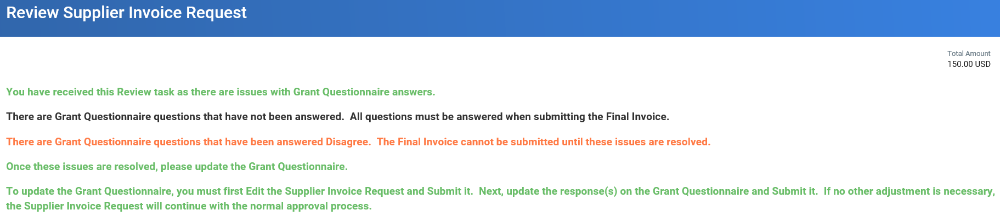 Review Supplier Invoice Request
Total Amount
150.00 USD
You have received this Review task as there are issues with Grant Questionnaire answers.
There are Grant Questionnaire questions that have not been answered.  All questions must be answered when submitting the Final Invoice.
There are Grant Questionnaire questions that have been answered Disagree.  The Final Invoice cannot be submitted until these issues are resolved.
Once these issues are resolved, please update the Grant Questionnaire.
To update the Grant Questionnaire, you must first Edit the Supplier Invoice Request and Submit it.  Next, update the response(s) on the Grant Questionnaire and Submit it.  If no other adjustment is necessary,
the Supplier Invoice Request will continue with the normal approval process.